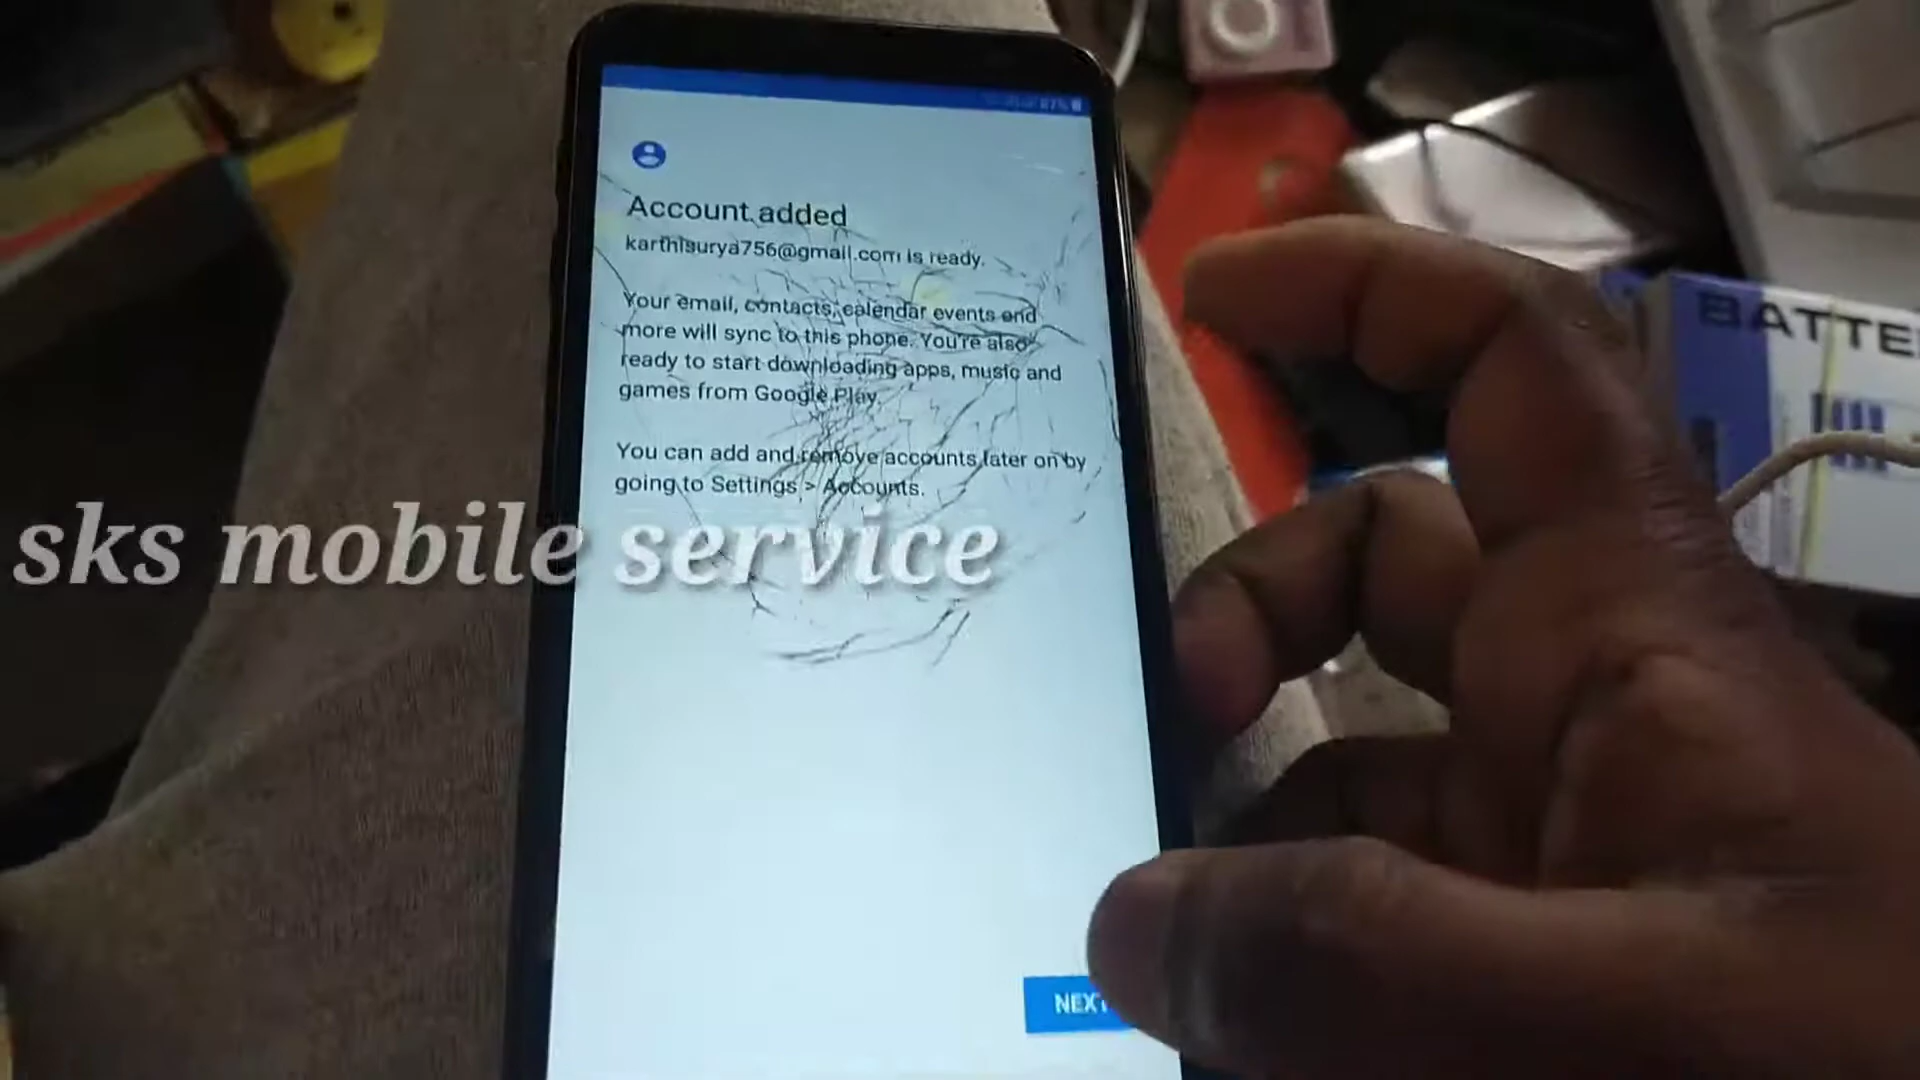 Account added
karthisurya756@gmail.com is ready.
Your email, contacts, calendar events and
more will sync to this phone. You're also
ready to start downloading apps, music and
games from Google Play.
You can add and remove accounts later on by
going to Settings > Accounts.
sks mobile service
NEXT
BATTE